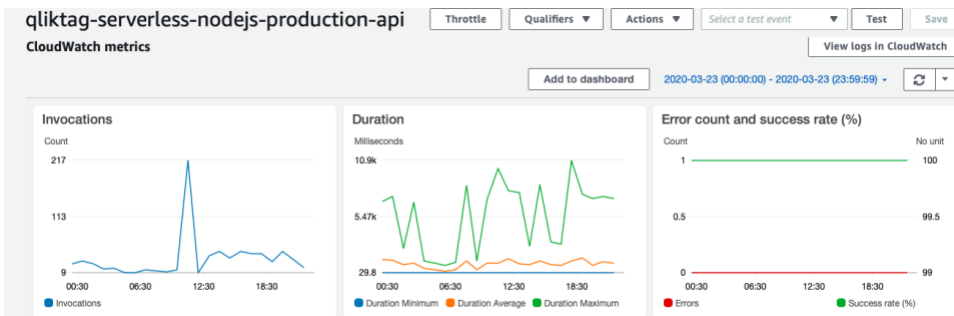 qliktag-serverless-nodejs-production-api Throttle Qualifiers Actions Select a test event Test Save
CloudWatch metrics View logs in CloudWatch
Add to dashboard 2020-03-23 (00:00:00) - 2020-03-23 (23:59:59)
Invocations
Count
217
113
9
00:30 06:30 12:30 18:30
Invocations
Duration
Milliseconds
10.9k
5.47k
29.8
00:30 06:30 12:30 18:30
Duration Minimum Duration Average Duration Maximum
Error count and success rate (%)
Count No unit
1 100
0.5 99.5
0 99
00:30 06:30 12:30 18:30
Errors Success rate (%)